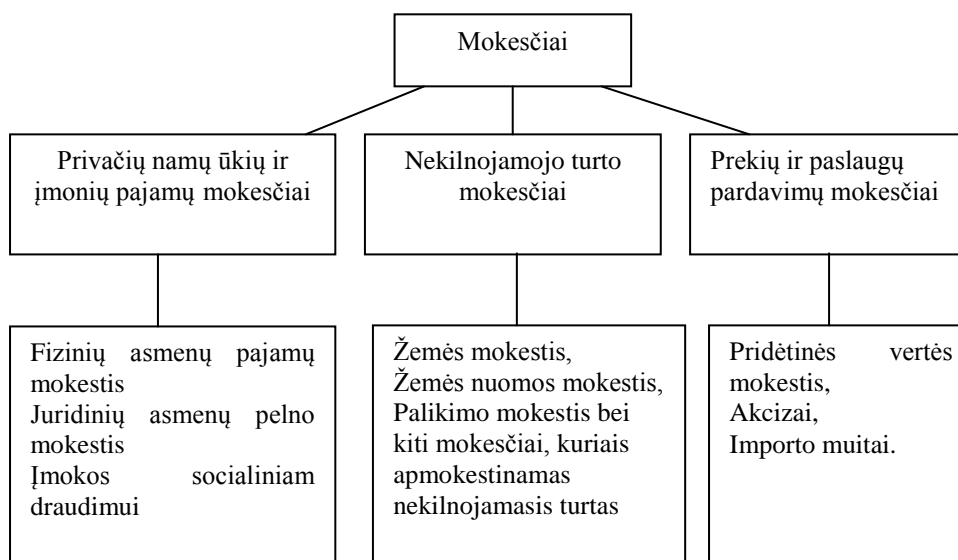 Mokesčiai
Privačių namų ūkių ir
įmonių pajamų mokesčiai
Nekilnojamojo turto
mokesčiai
Prekių ir paslaugų
pardavimų mokesčiai
Fizinių asmenų pajamų
mokestis
Juridinių asmenų pelno
mokestis
Įmokos socialiniam
draudimui
Žemės mokestis,
Žemės nuomos mokestis,
Palikimo mokestis bei
kiti mokesčiai, kuriais
apmokestinamas
nekilnojamasis turtas
Pridėtinės vertės
mokestis,
Akcizai,
Importo muitai.